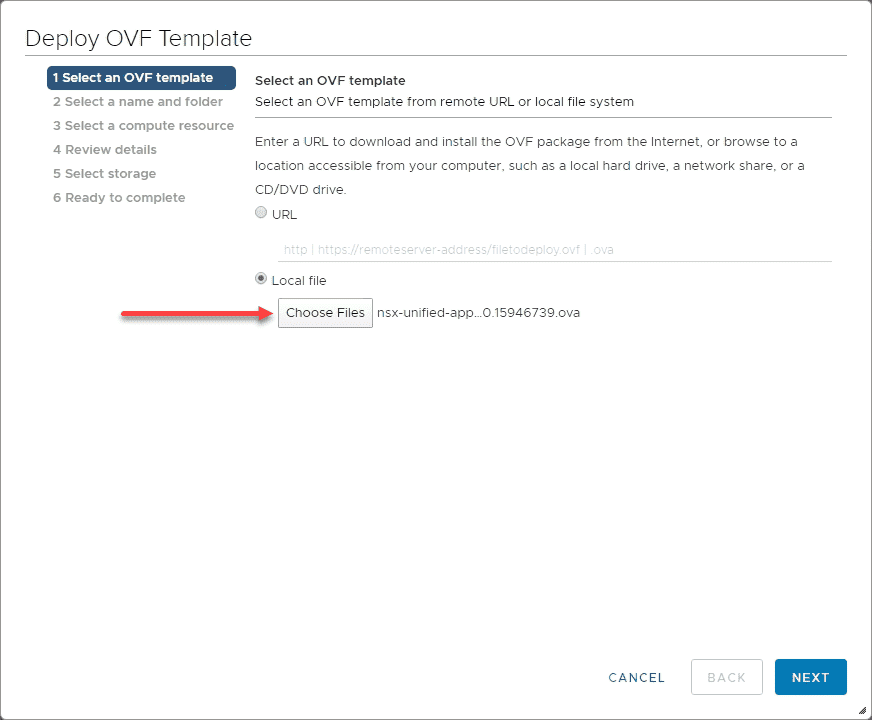 Deploy OVF Template
1 Select an OVF template
2 Select a name and folder
3 Select a compute resource
4 Review details
5 Select storage
6 Ready to complete
Select an OVF template
Select an OVF template from remote URL or local file system
Enter a URL to download and install the OVF package from the Internet, or browse to a
location accessible from your computer, such as a local hard drive, a network share, or a
CD/DVD drive.
URL
http | https://remoteserver-address/filetodeploy.ovf | .ova
Local file
Choose Files nsx-unified-app...0.15946739.ova
CANCEL BACK NEXT